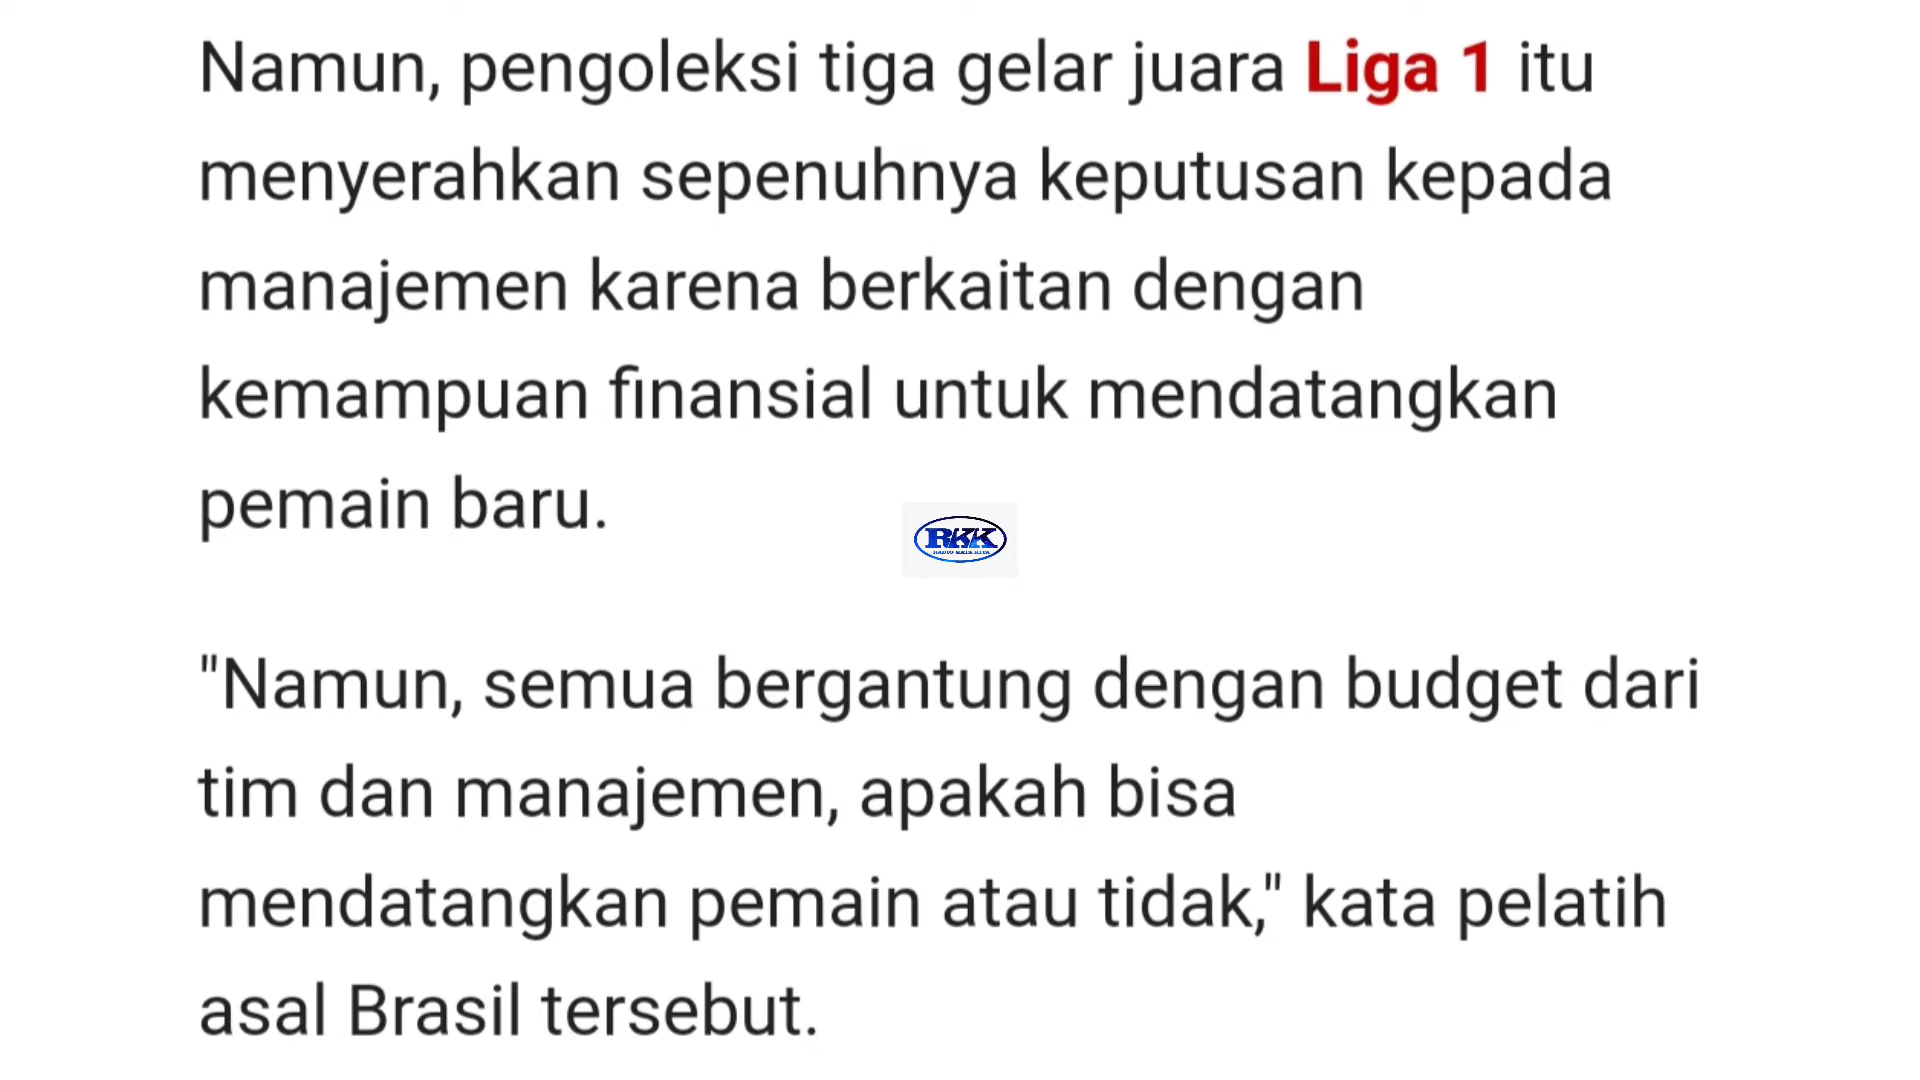 Namun, pengoleksi tiga gelar juara Liga 1 itu
menyerahkan sepenuhnya keputusan kepada
manajemen karena berkaitan dengan
kemampuan finansial untuk mendatangkan
pemain baru.
RKK
"Namun, semua bergantung dengan budget dari
tim dan manajemen, apakah bisa
mendatangkan pemain atau tidak," kata pelatih
asal Brasil tersebut.